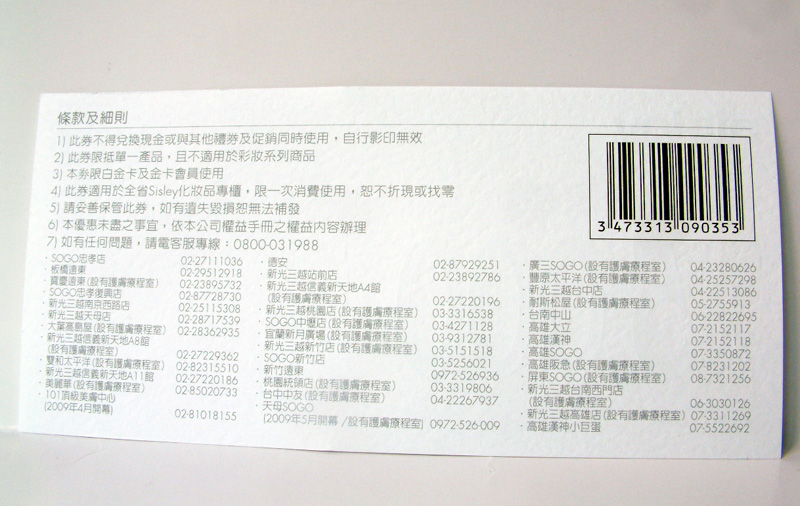 條款及細則
1) 此券不得兌換現金或與其他禮券及促銷同時使用，自行影印無效
2) 此券限抵單一產品，且不適用於彩妝系列商品
3) 本券限白金卡及金卡會員使用
4) 此券適用於全省Sisley化妝品專櫃，限一次消費使用，恕不折現或找零
5) 請妥善保管此券，如有遺失毀損恕無法補發
6) 本優惠未盡之事宜，依本公司權益手冊之權益內容辦理
7) 如有任何問題，請電客服專線：0800-031988
3 473313 090353
·SOGO忠孝店 02-27111036
·板橋遠東 02-29512918
·寶慶遠東(設有護膚療程室) 02-23895732
·SOGO忠孝復興店 02-87728730
·新光三越南京西路店 02-25115308
·新光三越天母店 02-28717539
·大葉高島屋(設有護膚療程室) 02-28362935
·新光三越信義新天地A8館
(設有護膚療程室) 02-27229362
·雙和太平洋(設有護膚療程室) 02-82315510
·新光三越信義新天地A11館 02-27220186
·美麗華(設有護膚療程室) 02-85020733
·101頂級美膚中心
(2009年4月開幕) 02-81018155
·德安 02-87929251
·新光三越站前店 02-23892786
·新光三越信義新天地A4館
(設有護膚療程室) 02-27220196
·新光三越桃園店(設有護膚療程室) 03-3316538
·SOGO中壢店(設有護膚療程室) 03-4271128
·宜蘭新月廣場(設有護膚療程室) 03-9312781
·新光三越新竹店(設有護膚療程室) 03-5151518
·SOGO新竹店 03-5256021
·新竹遠東 0972-526936
·桃園統領店(設有護膚療程室) 03-3319806
·台中中友(設有護膚療程室) 04-22267937
·天母SOGO
(2009年5月開幕 /設有護膚療程室) 0972-526-009
·廣三SOGO(設有護膚療程室) 04-23280626
·豐原太平洋(設有護膚療程室) 04-25257298
·新光三越台中店 04-22513086
·耐斯松屋(設有護膚療程室) 05-2755913
·台南中山 06-22822695
·高雄大立 07-2152117
·高雄漢神 07-2152118
·高雄SOGO 07-3350872
·高雄阪急(設有護膚療程室) 07-8231202
·屏東SOGO(設有護膚療程室) 08-7321256
·新光三越台南西門店
(設有護膚療程室) 06-3030126
·新光三越高雄店(設有護膚療程室) 07-3311269
·高雄漢神小巨蛋 07-5522692